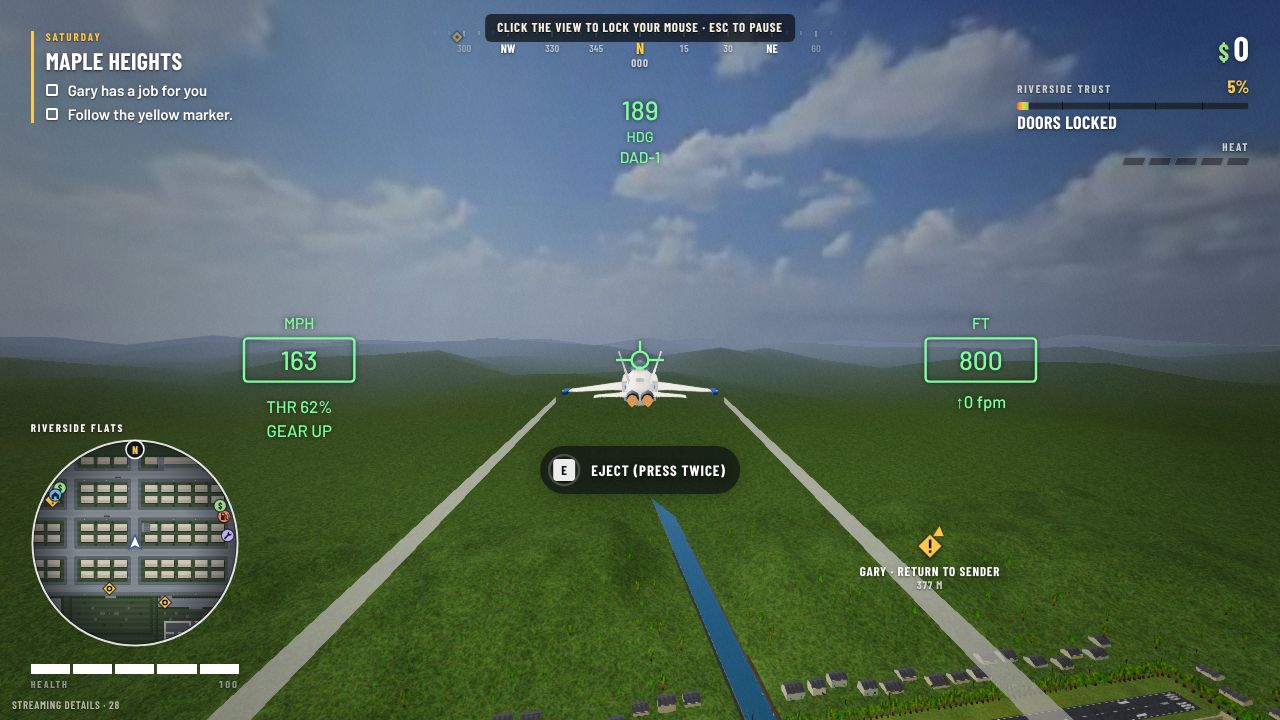 CLICK THE VIEW TO LOCK YOUR MOUSE · ESC TO PAUSE
300 NW 330 345 N 15 30 NE 60
000
SATURDAY
MAPLE HEIGHTS
Gary has a job for you
Follow the yellow marker.
$0
RIVERSIDE TRUST 5%
DOORS LOCKED
HEAT
189
HDG
DAD-1
MPH
163
THR 62%
GEAR UP
FT
800
↑0 fpm
E EJECT (PRESS TWICE)
GARY · RETURN TO SENDER
377 M
RIVERSIDE FLATS
N
$
$
HEALTH 100
STREAMING DETAILS · 28